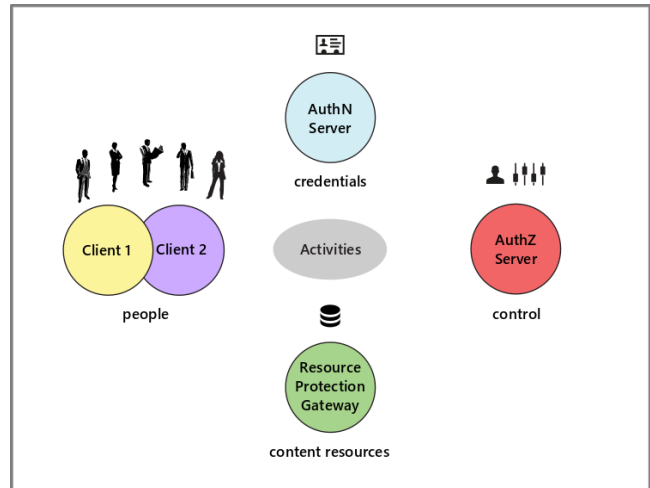 AuthN
Server
credentials
Client 1
Client 2
people
Activities
AuthZ
Server
control
Resource
Protection
Gateway
content resources